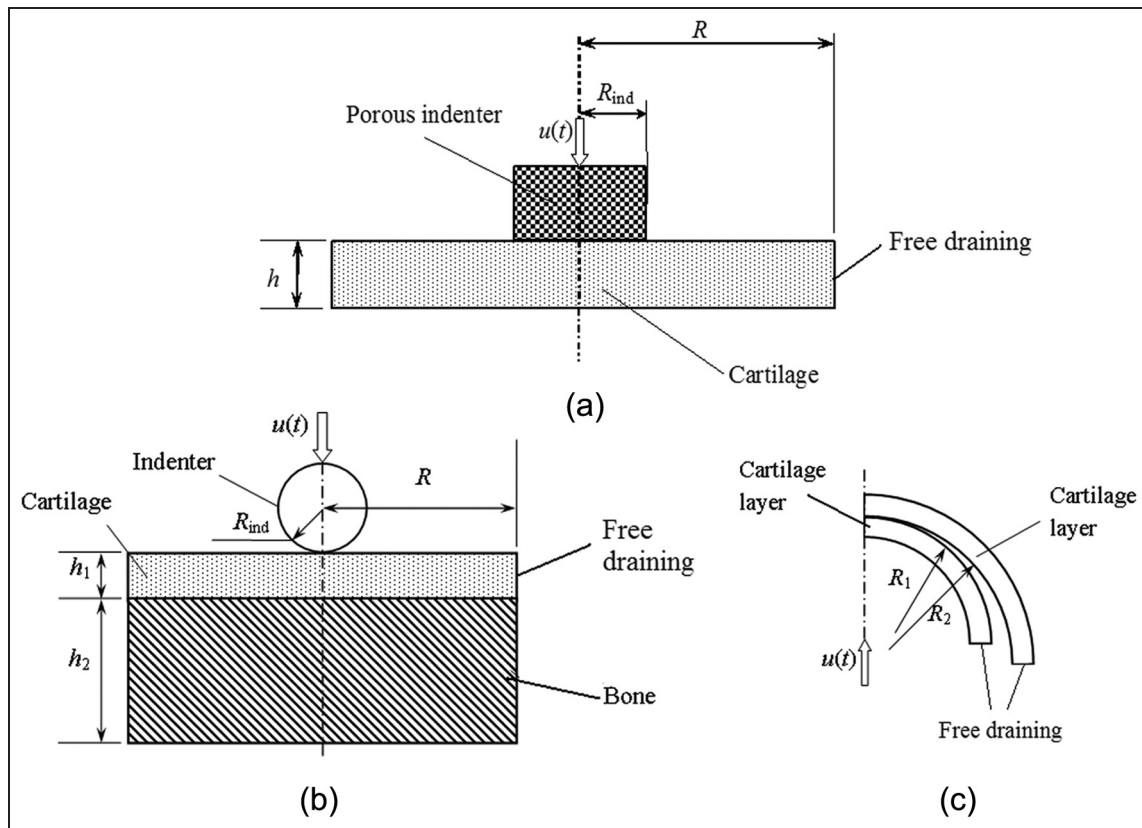 R
R_ind
Porous indenter
u(t)
Free draining
h
Cartilage
(a)
u(t)
Indenter
R
Cartilage
R_ind
Free
draining
h_1
h_2
Bone
(b)
Cartilage
layer
Cartilage
layer
R_1
R_2
u(t)
Free draining
(c)